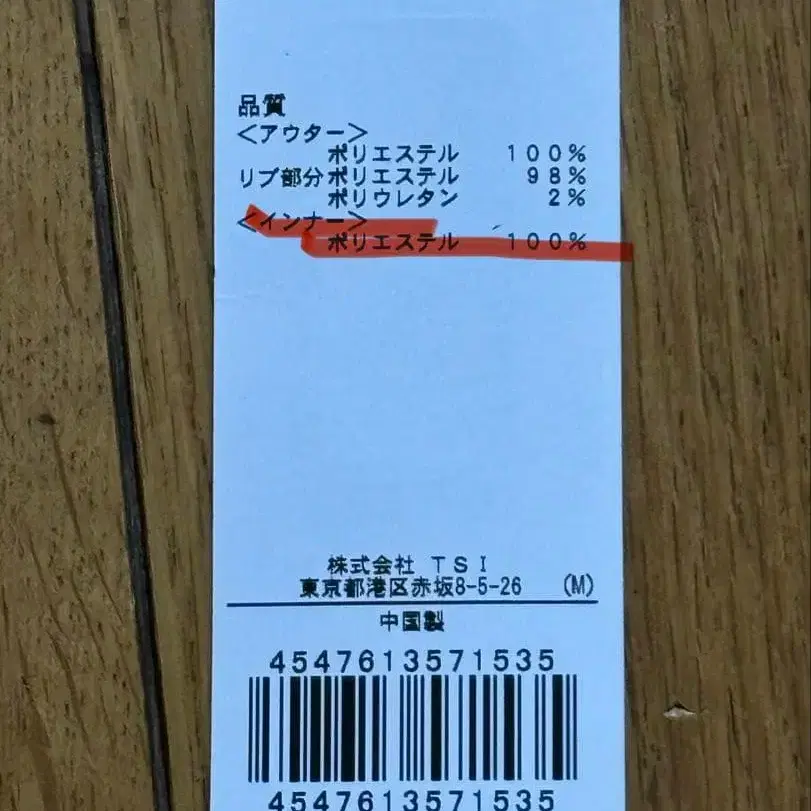 品質
<アウター>
ポリエステル 100%
リブ部分ポリエステル 98%
ポリウレタン 2%
<インナー>
ポリエステル 100%
株式会社 TSI
東京都港区赤坂8-5-26 (M)
中国製
4547613571535
4547613571535